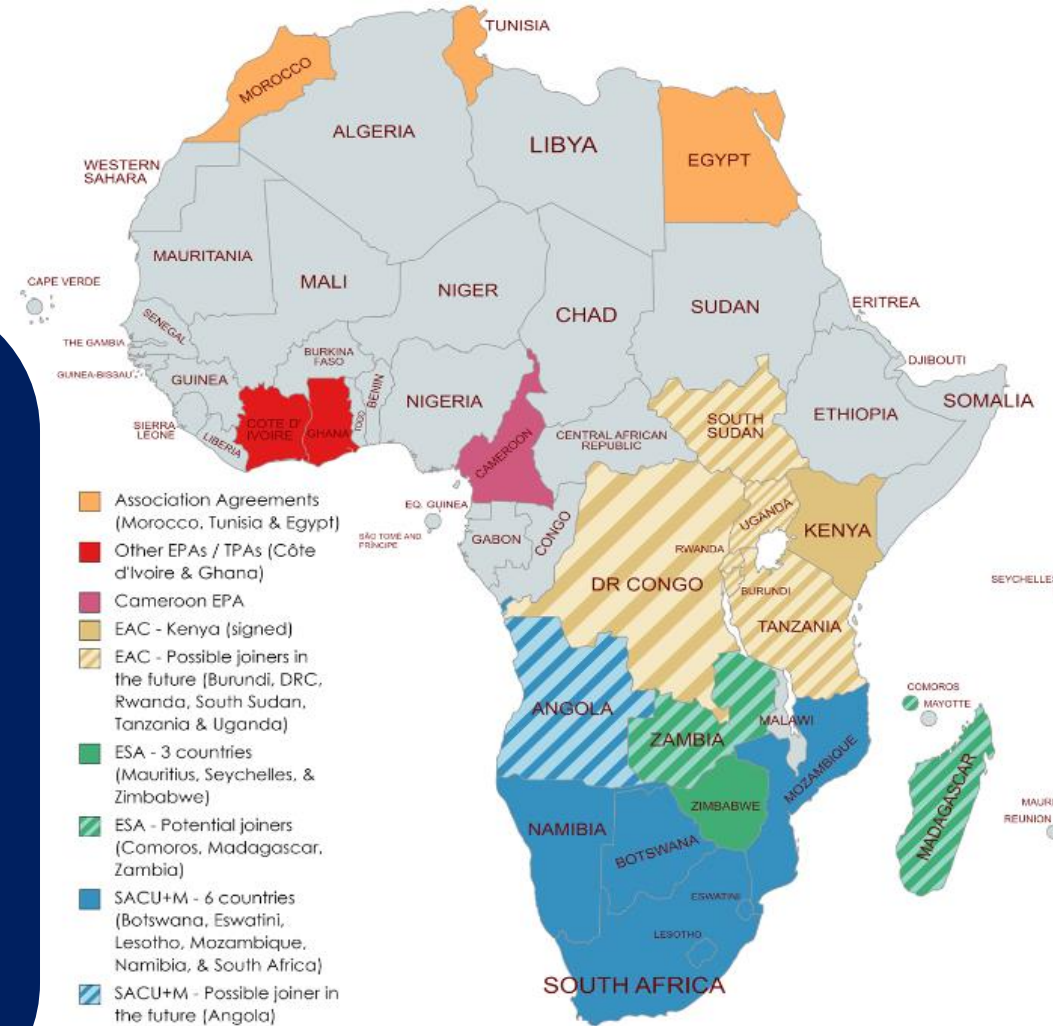 TUNISIA
MOROCCO
ALGERIA
LIBYA
EGYPT
WESTERN
SAHARA
MAURITANIA
MALI
NIGER
CHAD
SUDAN
ERITREA
CAPE VERDE
SENEGAL
THE GAMBIA
GUINEA-BISSAU
GUINEA
BURKINA
FASO
BENIN
TOGO
NIGERIA
DJIBOUTI
SOMALIA
ETHIOPIA
SIERRA
LEONE
LIBERIA
COTE D'
IVOIRE
GHANA
CAMEROON
CENTRAL AFRICAN
REPUBLIC
SOUTH
SUDAN
EQ. GUINEA
SÃO TOMÉ AND
PRÍNCIPE
GABON
CONGO
UGANDA
KENYA
RWANDA
DR CONGO
BURUNDI
TANZANIA
SEYCHELLES
COMOROS
MAYOTTE
ANGOLA
ZAMBIA
MALAWI
MOZAMBIQUE
ZIMBABWE
MADAGASCAR
MAURI
REUNION
NAMIBIA
BOTSWANA
ESWATINI
LESOTHO
SOUTH AFRICA
Association Agreements
(Morocco, Tunisia & Egypt)
Other EPAs / TPAs (Côte
d'Ivoire & Ghana)
Cameroon EPA
EAC - Kenya (signed)
EAC - Possible joiners in
the future (Burundi, DRC,
Rwanda, South Sudan,
Tanzania & Uganda)
ESA - 3 countries
(Mauritius, Seychelles, &
Zimbabwe)
ESA - Potential joiners
(Comoros, Madagascar,
Zambia)
SACU+M - 6 countries
(Botswana, Eswatini,
Lesotho, Mozambique,
Namibia, & South Africa)
SACU+M - Possible joiner in
the future (Angola)